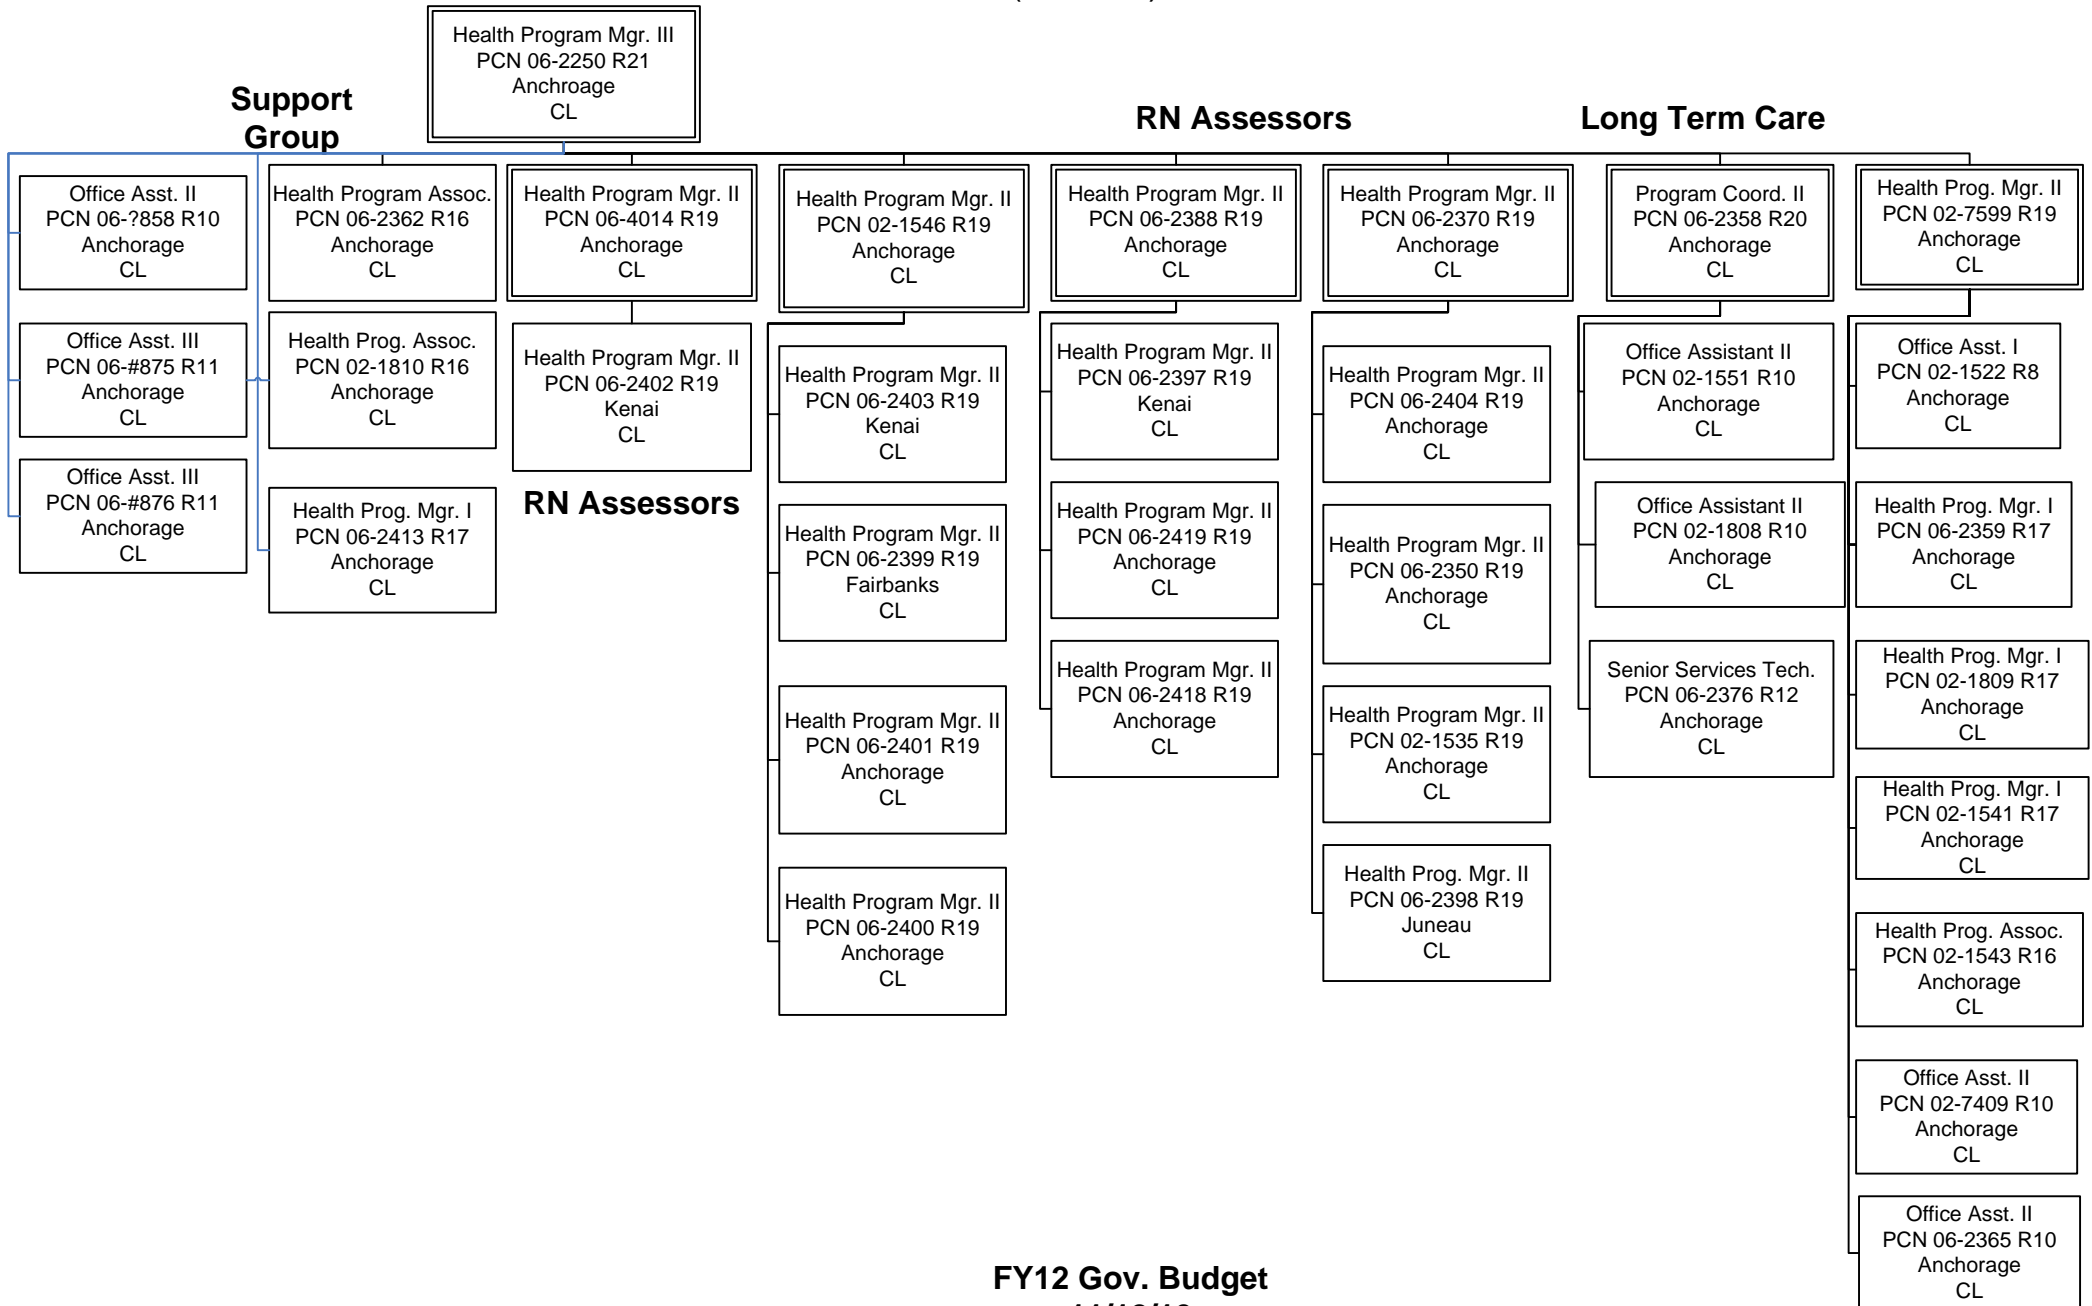 Health Program Mgr. III
PCN 06-2250 R21
Anchroage
CL
Support
Group
RN Assessors
Long Term Care
Office Asst. II
PCN 06-?858 R10
Anchorage
CL
Office Asst. III
PCN 06-#875 R11
Anchorage
CL
Office Asst. III
PCN 06-#876 R11
Anchorage
CL
Health Program Assoc.
PCN 06-2362 R16
Anchorage
CL
Health Prog. Assoc.
PCN 02-1810 R16
Anchorage
CL
Health Prog. Mgr. I
PCN 06-2413 R17
Anchorage
CL
Health Program Mgr. II
PCN 06-4014 R19
Anchorage
CL
Health Program Mgr. II
PCN 06-2402 R19
Kenai
CL
RN Assessors
Health Program Mgr. II
PCN 02-1546 R19
Anchorage
CL
Health Program Mgr. II
PCN 06-2403 R19
Kenai
CL
Health Program Mgr. II
PCN 06-2399 R19
Fairbanks
CL
Health Program Mgr. II
PCN 06-2401 R19
Anchorage
CL
Health Program Mgr. II
PCN 06-2400 R19
Anchorage
CL
Health Program Mgr. II
PCN 06-2388 R19
Anchorage
CL
Health Program Mgr. II
PCN 06-2397 R19
Kenai
CL
Health Program Mgr. II
PCN 06-2419 R19
Anchorage
CL
Health Program Mgr. II
PCN 06-2418 R19
Anchorage
CL
Health Program Mgr. II
PCN 06-2370 R19
Anchorage
CL
Health Program Mgr. II
PCN 06-2404 R19
Anchorage
CL
Health Program Mgr. II
PCN 06-2350 R19
Anchorage
CL
Health Program Mgr. II
PCN 02-1535 R19
Anchorage
CL
Health Prog. Mgr. II
PCN 06-2398 R19
Juneau
CL
Program Coord. II
PCN 06-2358 R20
Anchorage
CL
Office Assistant II
PCN 02-1551 R10
Anchorage
CL
Office Assistant II
PCN 02-1808 R10
Anchorage
CL
Senior Services Tech.
PCN 06-2376 R12
Anchorage
CL
Health Prog. Mgr. II
PCN 02-7599 R19
Anchorage
CL
Office Asst. I
PCN 02-1522 R8
Anchorage
CL
Health Prog. Mgr. I
PCN 06-2359 R17
Anchorage
CL
Health Prog. Mgr. I
PCN 02-1809 R17
Anchorage
CL
Health Prog. Mgr. I
PCN 02-1541 R17
Anchorage
CL
Health Prog. Assoc.
PCN 02-1543 R16
Anchorage
CL
Office Asst. II
PCN 02-7409 R10
Anchorage
CL
Office Asst. II
PCN 06-2365 R10
Anchorage
CL
FY12 Gov. Budget